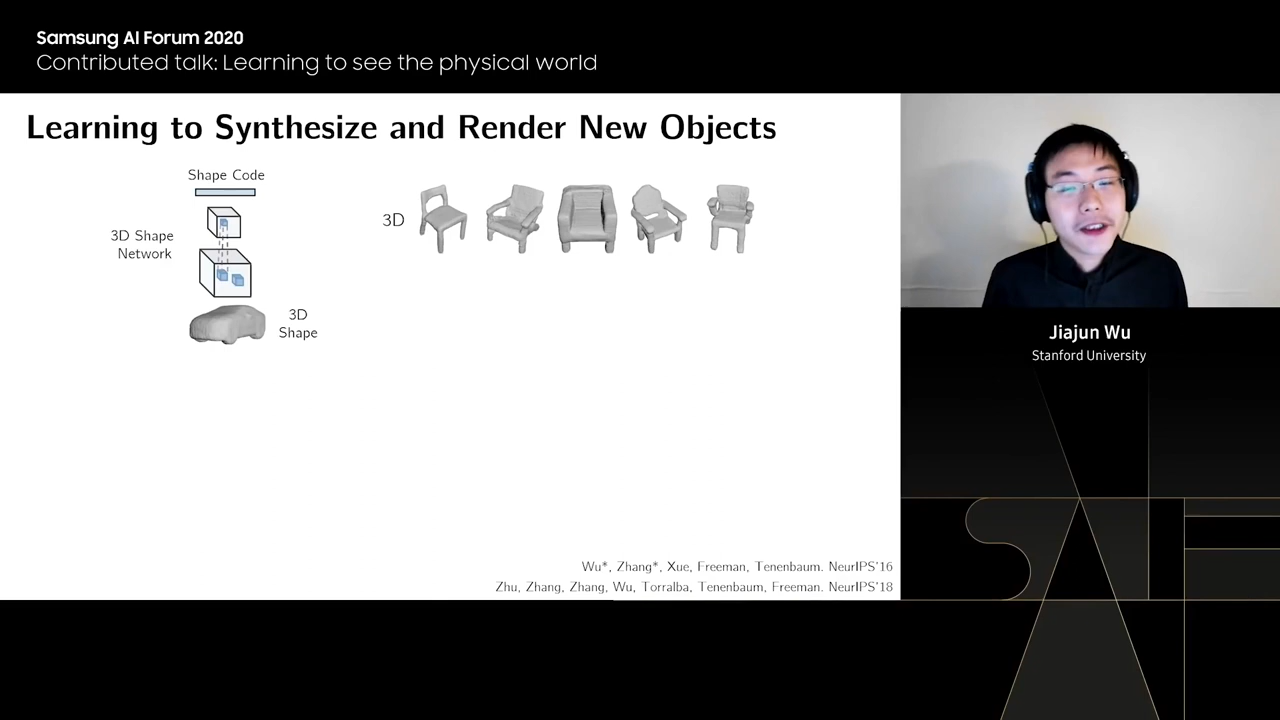 Samsung AI Forum 2020
Contributed talk: Learning to see the physical world
Learning to Synthesize and Render New Objects
Shape Code
3D Shape
Network
3D
Shape
3D
Wu*, Zhang*, Xue, Freeman, Tenenbaum. NeurIPS'16
Zhu, Zhang, Zhang, Wu, Torralba, Tenenbaum, Freeman. NeurIPS'18
Jiajun Wu
Stanford University